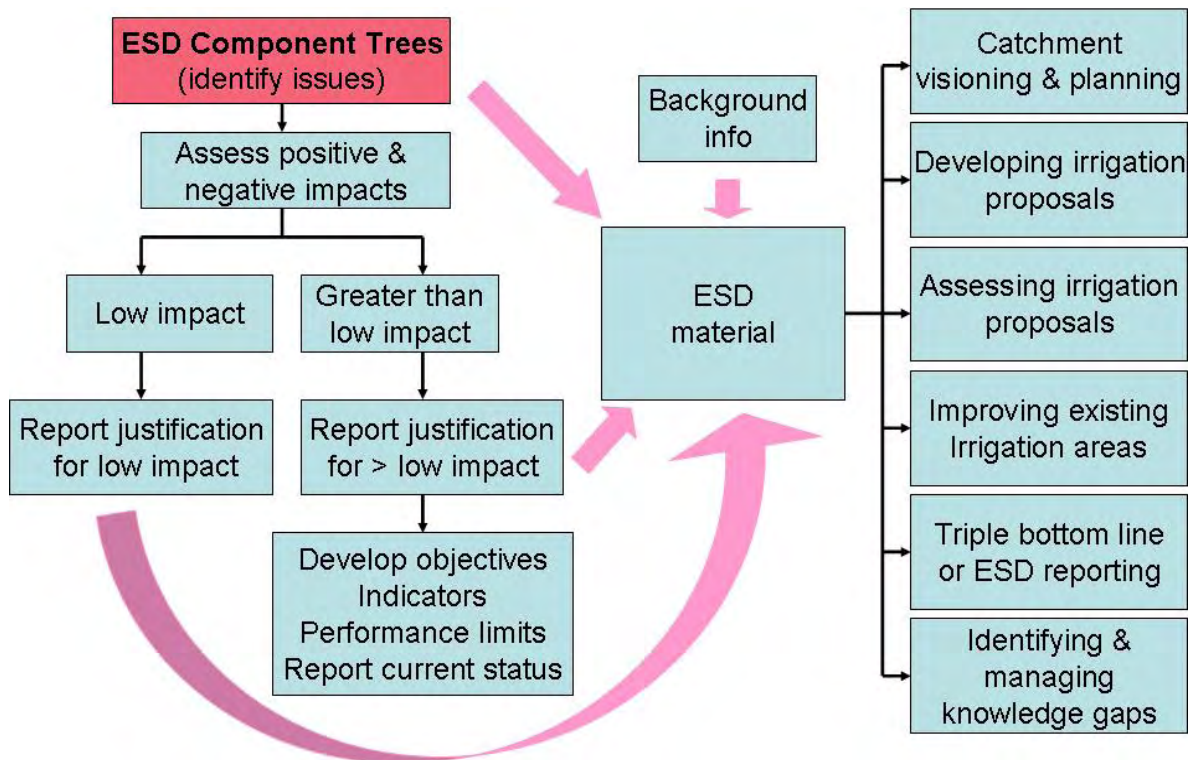 ESD Component Trees
(identify issues)
Assess positive &
negative impacts
Low impact
Greater than
low impact
Report justification
for low impact
Report justification
for > low impact
Develop objectives
Indicators
Performance limits
Report current status
Background
info
ESD
material
Catchment
visioning & planning
Developing irrigation
proposals
Assessing irrigation
proposals
Improving existing
Irrigation areas
Triple bottom line
or ESD reporting
Identifying &
managing
knowledge gaps